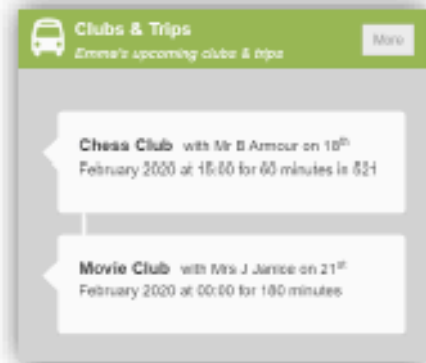 Clubs & Trips
Emma's upcoming clubs & trips
More
Chess Club with Mr B Armour on 18th
February 2020 at 15:00 for 60 minutes in S21
Movie Club with Mrs J Janice on 21st
February 2020 at 00:00 for 180 minutes